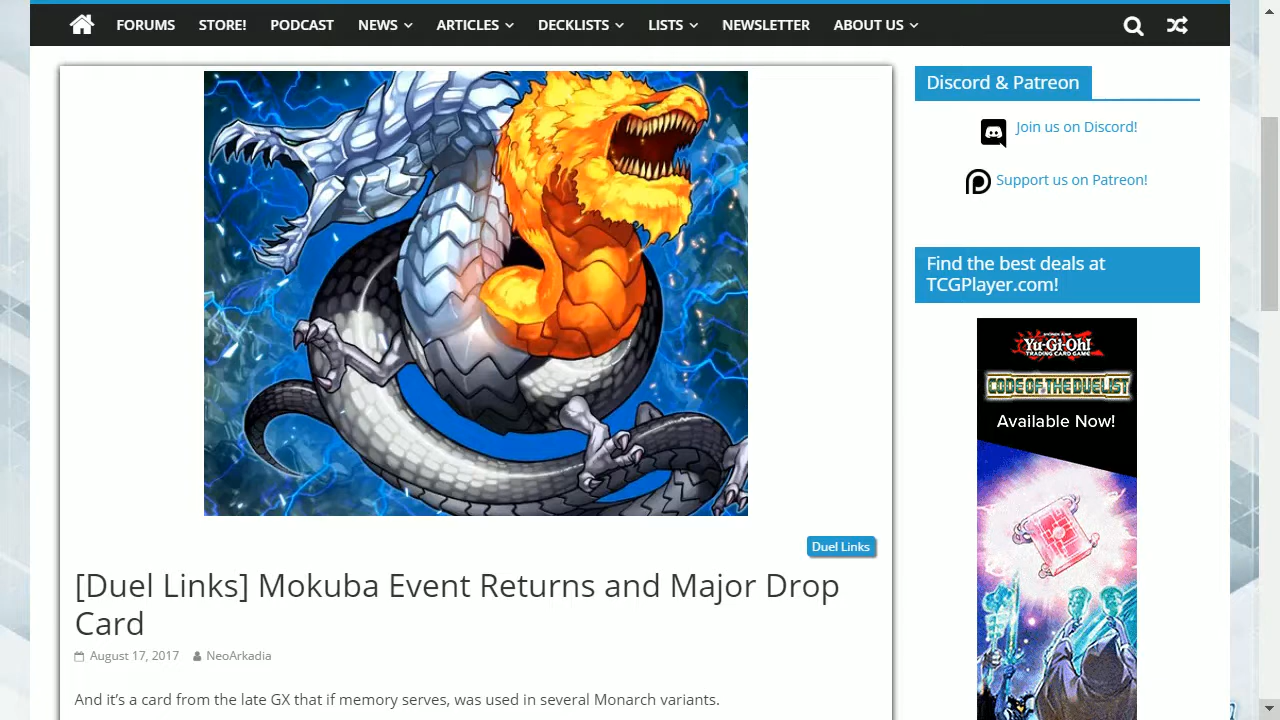 FORUMS STORE! PODCAST NEWS ARTICLES DECKLISTS LISTS NEWSLETTER ABOUT US
Discord & Patreon
Join us on Discord!
Support us on Patreon!
Find the best deals at
TCGPlayer.com!
Yu-Gi-Oh!
TRADING CARD GAME
CODE OF THE DUELIST
Available Now!
Duel Links
[Duel Links] Mokuba Event Returns and Major Drop
Card
August 17, 2017 NeoArkadia
And it's a card from the late GX that if memory serves, was used in several Monarch variants.